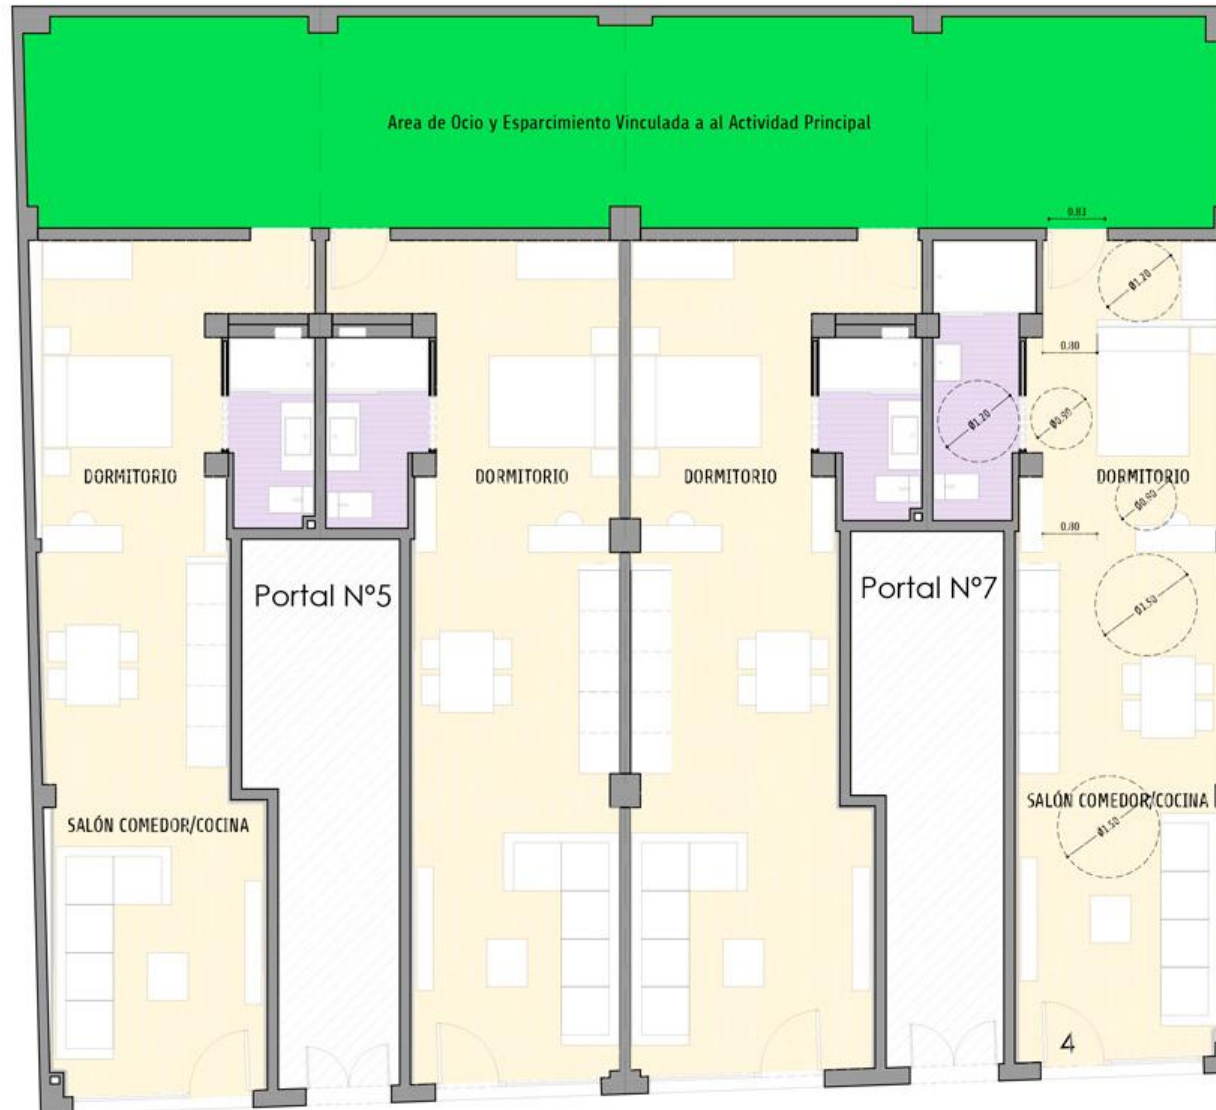 Area de Ocio y Esparcimiento Vinculada a al Actividad Principal
0.83
Ø1.20
0.80
Ø1.20
Ø0.90
DORMITORIO
DORMITORIO
DORMITORIO
DORMITORIO
Ø0.90
0.80
Portal Nº5
Portal Nº7
Ø1.50
SALÓN COMEDOR/COCINA
SALÓN COMEDOR/COCINA
Ø1.50
4